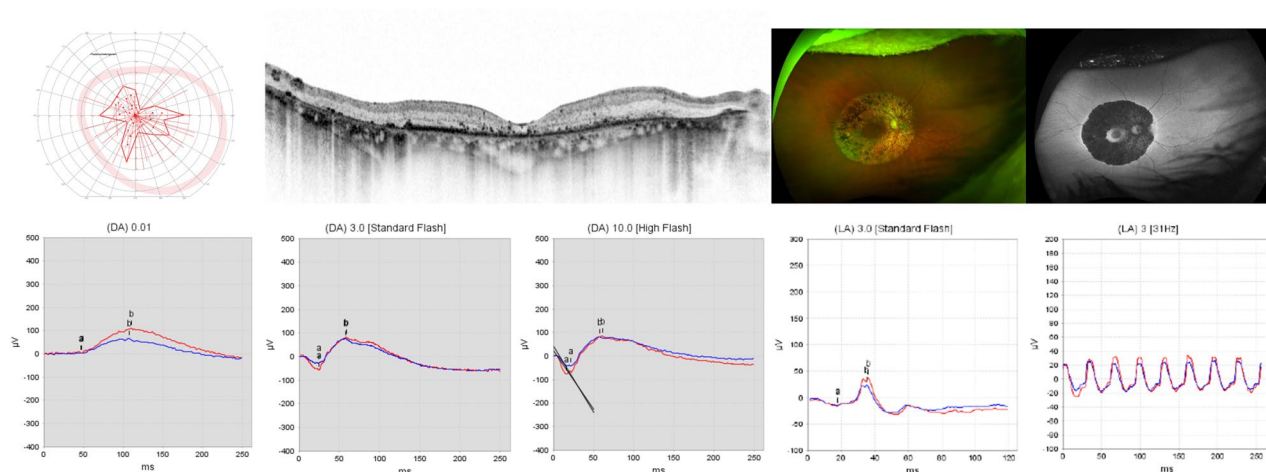 (DA) 0.01
500
400
300
200
100
0
-100
-200
-300
-400
µV
a
b
b
0 50 100 150 200 250
ms
(DA) 3.0 [Standard Flash]
500
400
300
200
100
0
-100
-200
-300
-400
µV
a
a
b
0 50 100 150 200 250
ms
(DA) 10.0 [High Flash]
500
400
300
200
100
0
-100
-200
-300
-400
µV
a
a
b
b
0 50 100 150 200 250
ms
(LA) 3.0 [Standard Flash]
300
250
200
150
100
50
0
-50
-100
µV
a
b
b
0 20 40 60 80 100 120
ms
(LA) 3 [31Hz]
200
180
160
140
120
100
80
60
40
20
0
-20
-40
-60
-80
µV
0 50 100 150 200 250
ms